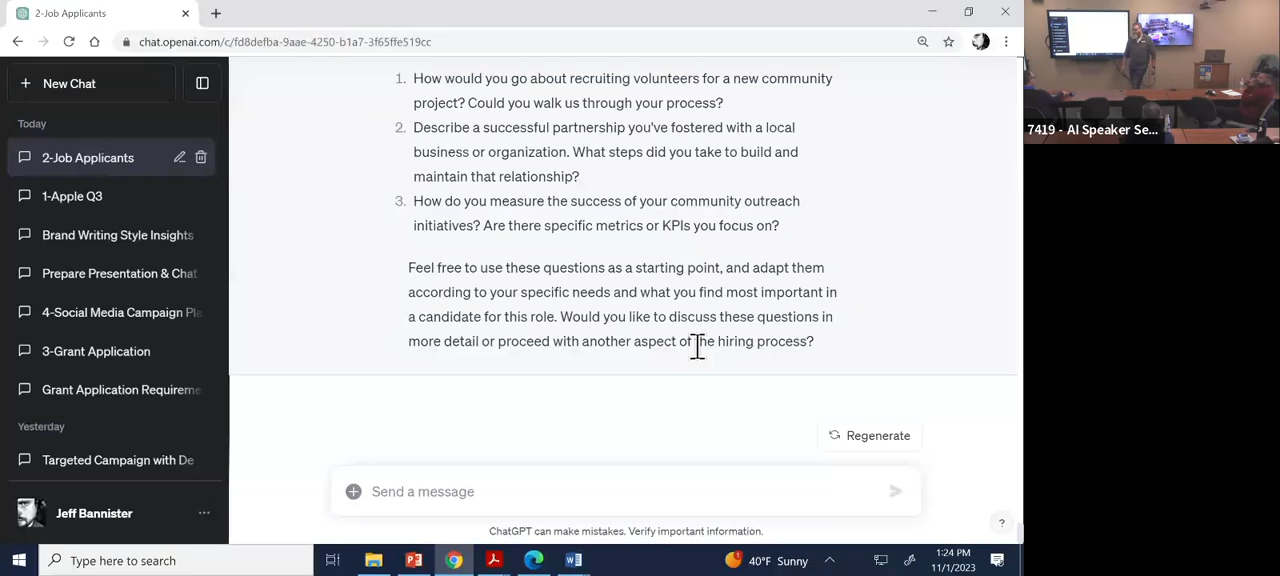 2-Job Applicants
chat.openai.com/c/fd8defba-9aae-4250-b1a1-3f65ffe519cc
New Chat
Today
2-Job Applicants
1-Apple Q3
Brand Writing Style Insights
Prepare Presentation & Chat
4-Social Media Campaign Pla
3-Grant Application
Grant Application Requireme
Yesterday
Targeted Campaign with De
Jeff Bannister
1. How would you go about recruiting volunteers for a new community
project? Could you walk us through your process?
2. Describe a successful partnership you've fostered with a local
business or organization. What steps did you take to build and
maintain that relationship?
3. How do you measure the success of your community outreach
initiatives? Are there specific metrics or KPIs you focus on?
Feel free to use these questions as a starting point, and adapt them
according to your specific needs and what you find most important in
a candidate for this role. Would you like to discuss these questions in
more detail or proceed with another aspect of the hiring process?
Regenerate
Send a message
ChatGPT can make mistakes. Verify important information.
?
7419 - AI Speaker Se...
Type here to search
40°F Sunny
1:24 PM
11/1/2023